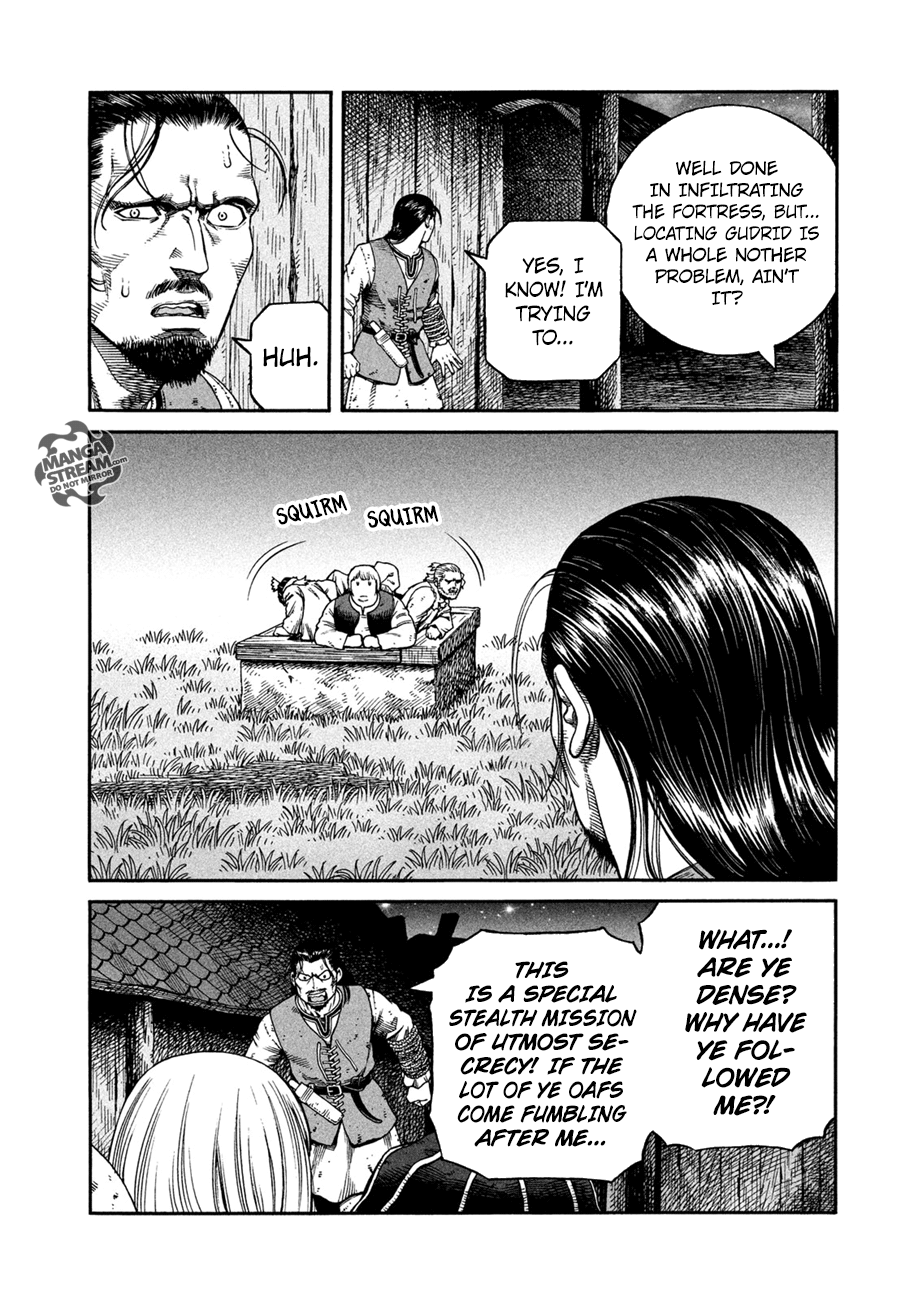 WELL DONE
IN INFILTRATING
THE FORTRESS, BUT...
LOCATING GUDRID IS
A WHOLE NOTHER
PROBLEM, AIN'T
IT?
YES, I
KNOW! I'M
TRYING
TO...
HUH.
MANGA
STREAM.com
DO NOT MIRROR
SQUIRM
SQUIRM
WHAT...!
ARE YE
DENSE?
WHY HAVE
YE FOL-
LOWED
ME?!
THIS
IS A SPECIAL
STEALTH MISSION
OF UTMOST SE-
CRECY! IF THE
LOT OF YE OAFS
COME FUMBLING
AFTER ME...